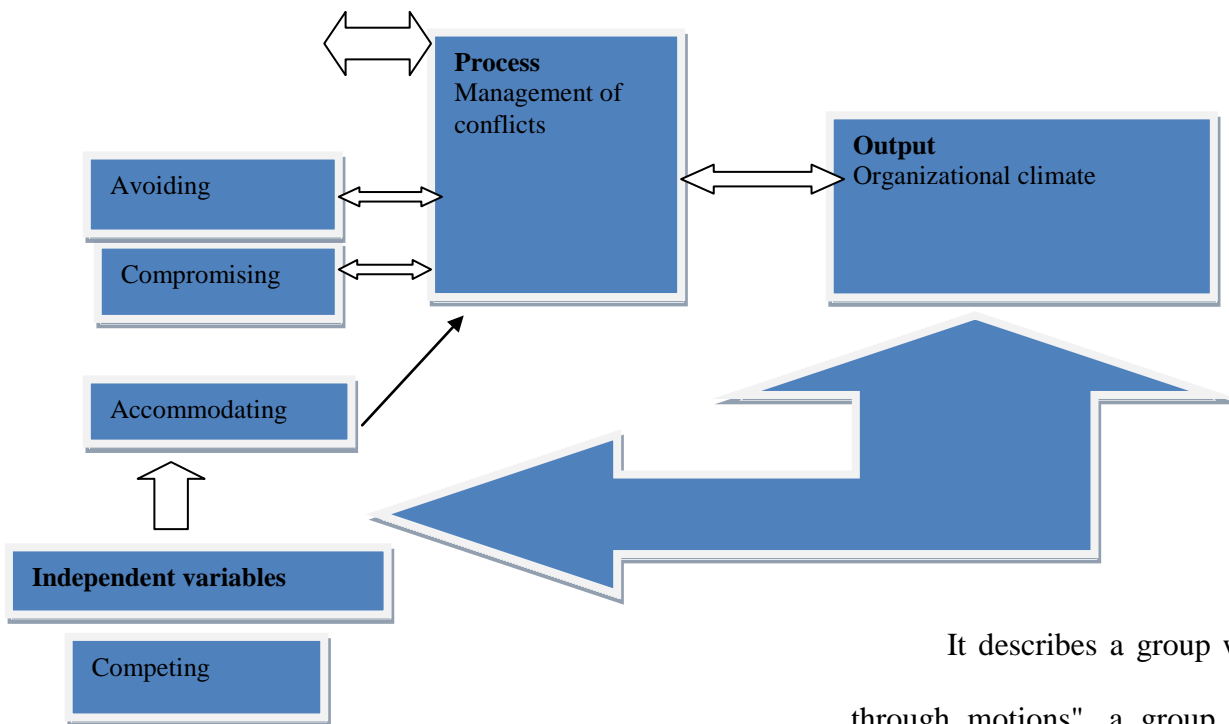 Process
Management of
conflicts
Output
Organizational climate
Avoiding
Compromising
Accommodating
Independent variables
Competing
It describes a group
through motions", a group